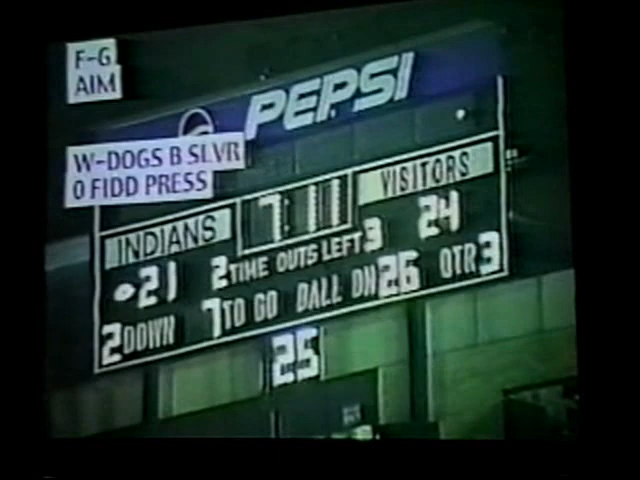 F-G
AIM
PEPSI
W-DOGS B SLVR
0 FIDD PRESS
INDIANS 7:11 VISITORS
21 2 TIME OUTS LEFT 3 24
2 DOWN 7 TO GO BALL ON 26 QTR 3
25